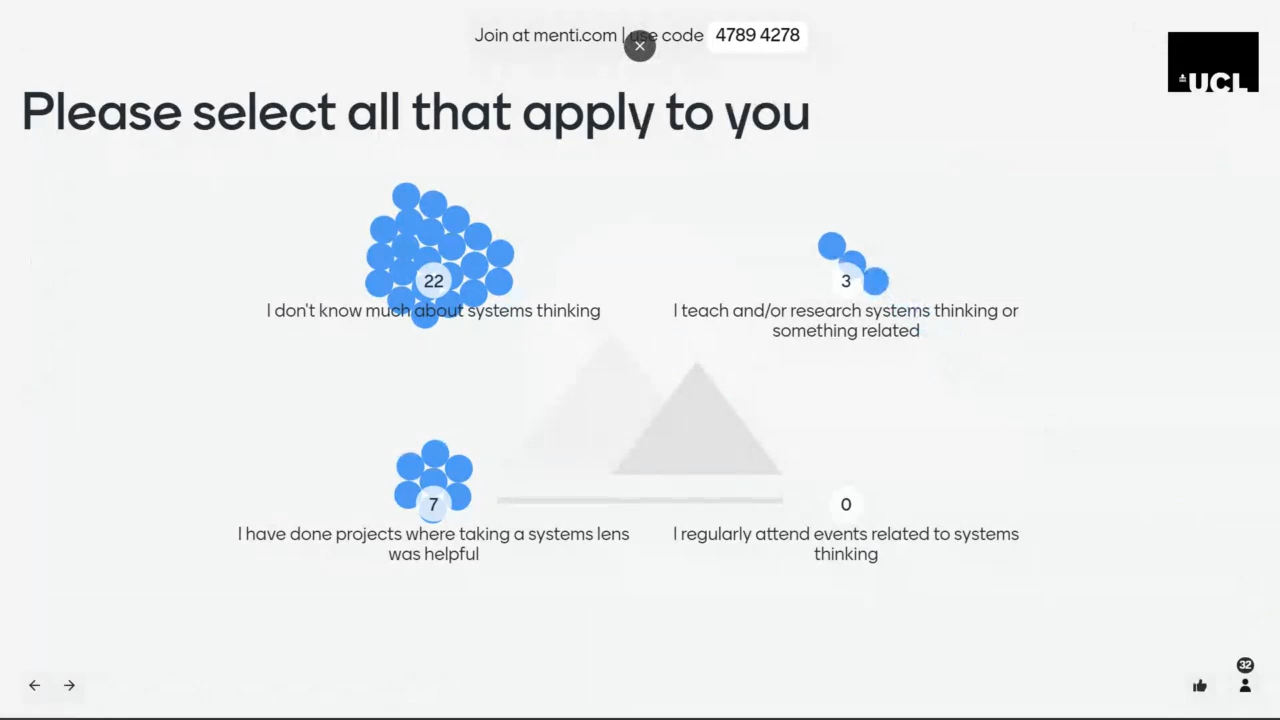 Join at menti.com | use code 4789 4278
UCL
Please select all that apply to you
22
I don't know much about systems thinking
3
I teach and/or research systems thinking or
something related
7
I have done projects where taking a systems lens
was helpful
0
I regularly attend events related to systems
thinking
32